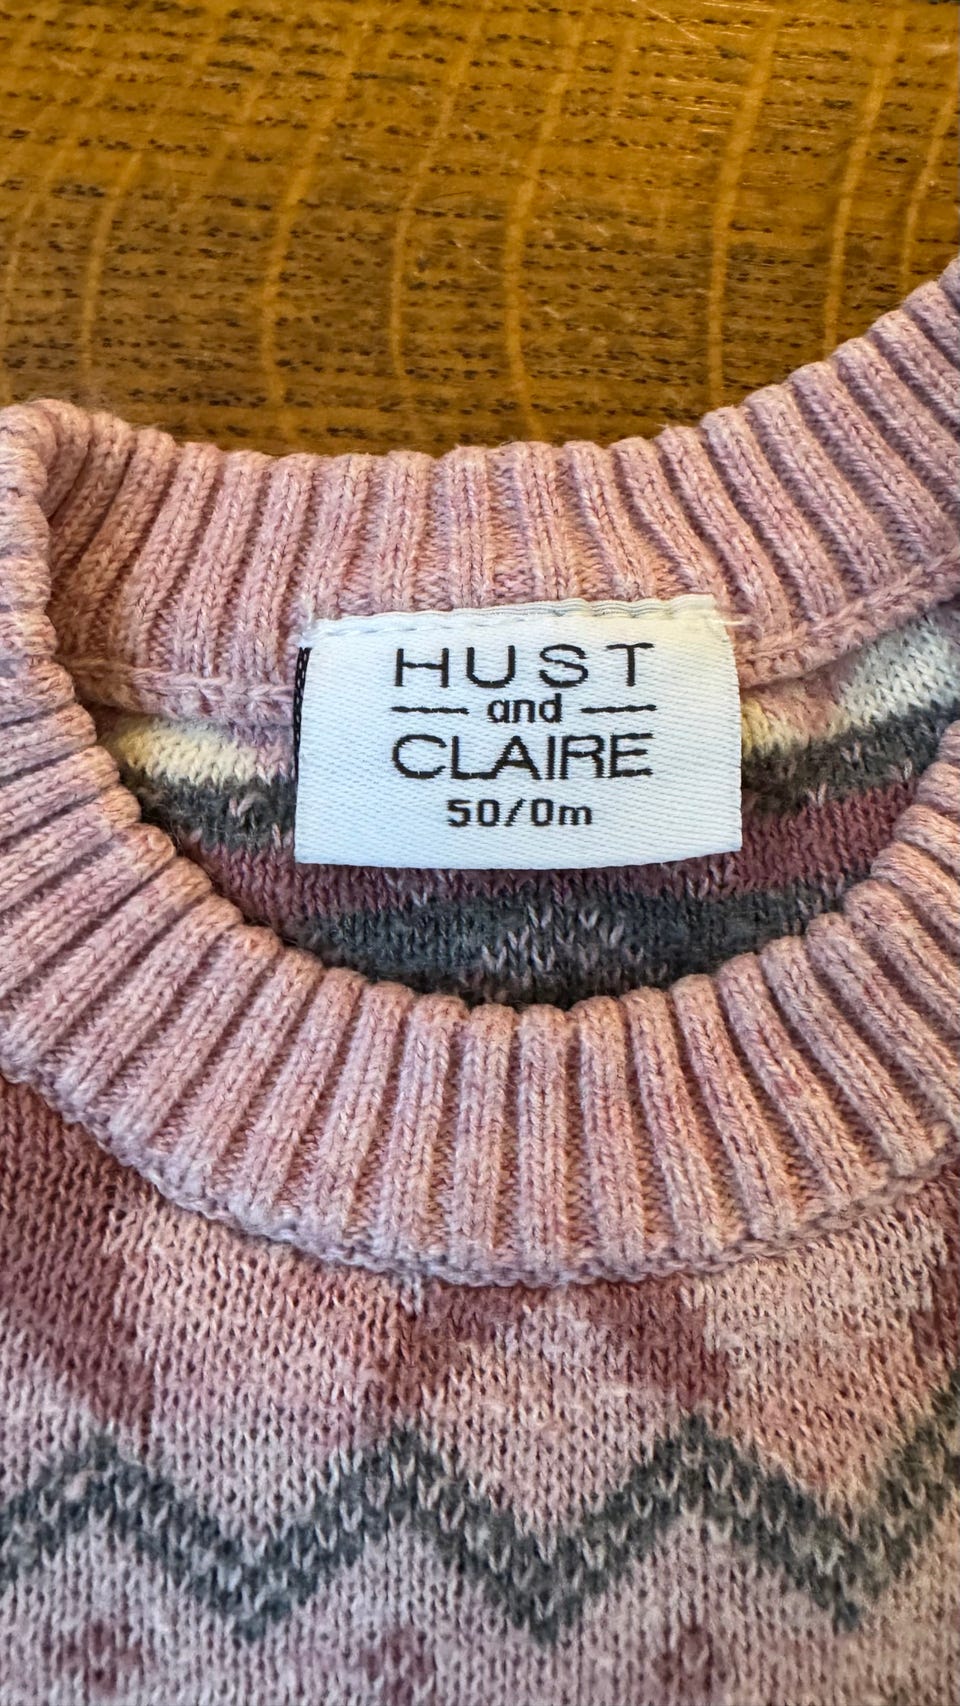 HUST
and
CLAIRE
50/0m